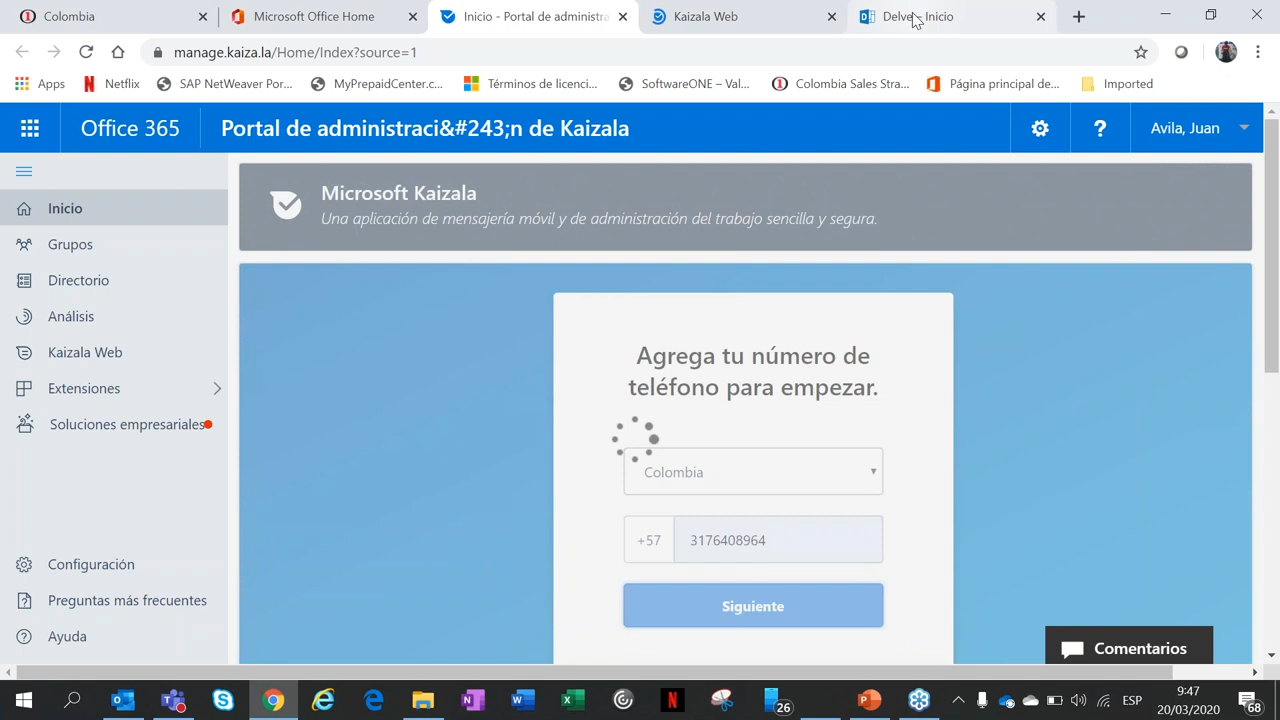 Colombia
Microsoft Office Home
Inicio - Portal de administra
Kaizala Web
Delve - Inicio
manage.kaiza.la/Home/Index?source=1
Apps
Netflix
SAP NetWeaver Por...
MyPrepaidCenter.c...
Términos de licenci...
SoftwareONE – Val...
Colombia Sales Stra...
Página principal de...
Imported
Office 365
Portal de administraci&#243;n de Kaizala
?
Avila, Juan
Inicio
Grupos
Directorio
Análisis
Kaizala Web
Extensiones
Soluciones empresariales
Configuración
Preguntas más frecuentes
Ayuda
Microsoft Kaizala
Una aplicación de mensajería móvil y de administración del trabajo sencilla y segura.
Agrega tu número de
teléfono para empezar.
Colombia
+57
3176408964
Siguiente
Comentarios
26
ESP
9:47
20/03/2020
68